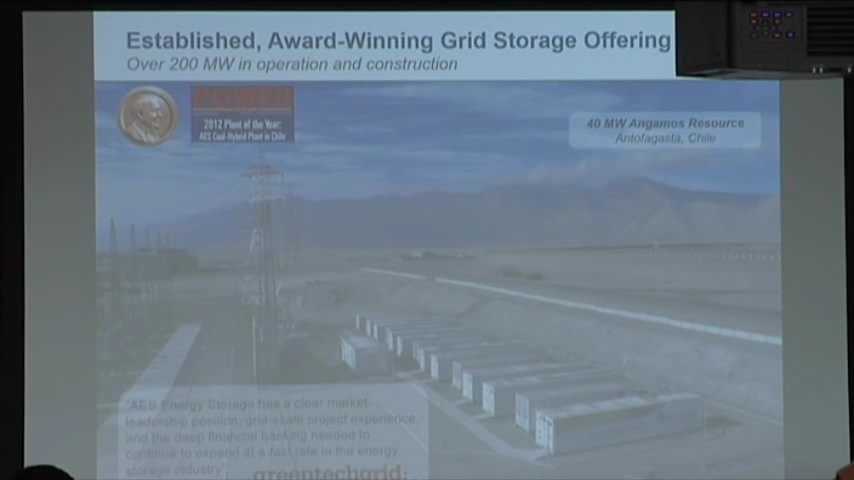 Established, Award-Winning Grid Storage Offering
Over 200 MW in operation and construction
2012 Plant of the Year:
AES Coal-Hybrid Plant in Chile
40 MW Angamos Resource
Antofagasta, Chile
"AES Energy Storage has a clear market
leadership position, grid-scale project experience
and the deep financial backing needed to
continue to expand at a fast rate in the energy
storage industry"
greentechgrid: